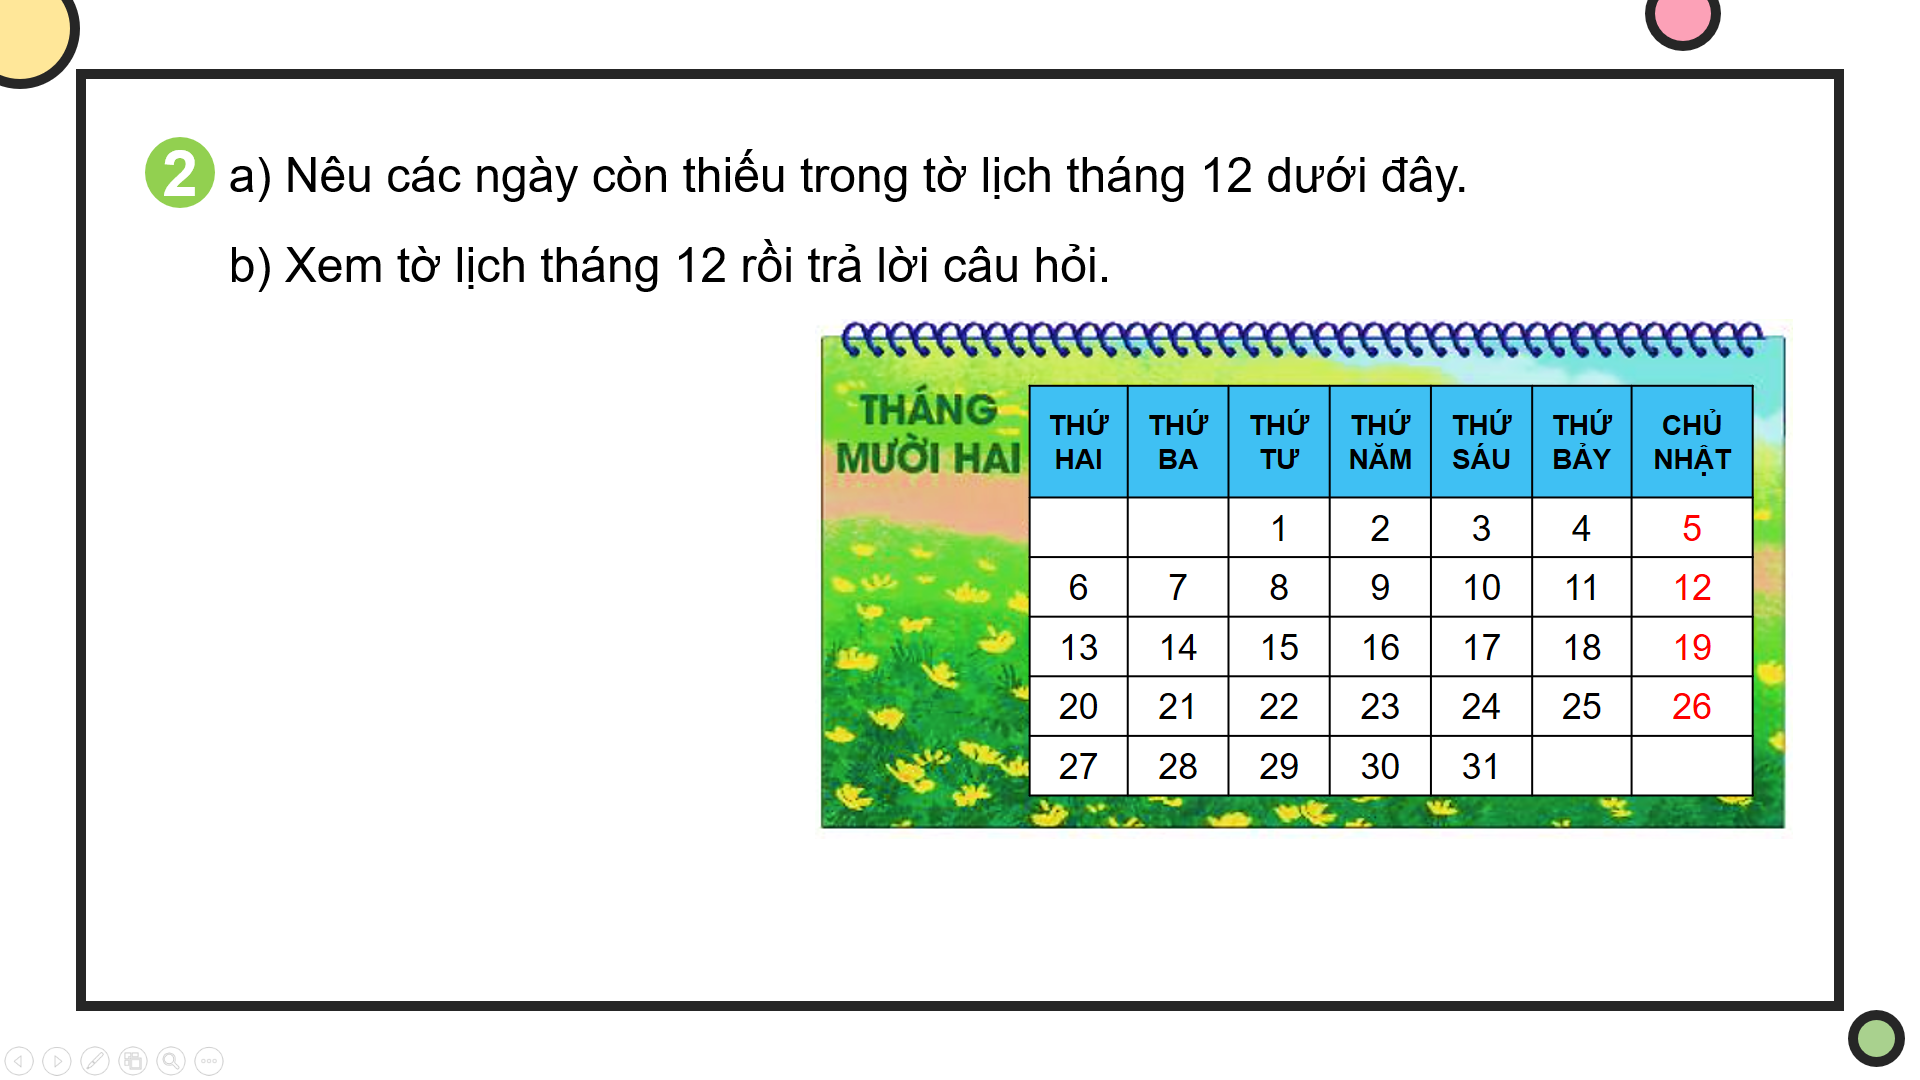 2 a) Nêu các ngày còn thiếu trong tờ lịch tháng 12 dưới đây.
b) Xem tờ lịch tháng 12 rồi trả lời câu hỏi.
THÁNG
MƯỜI HAI
THỨ HAI THỨ BA THỨ TƯ THỨ NĂM THỨ SÁU THỨ BẢY CHỦ NHẬT
1 2 3 4 5
6 7 8 9 10 11 12
13 14 15 16 17 18 19
20 21 22 23 24 25 26
27 28 29 30 31